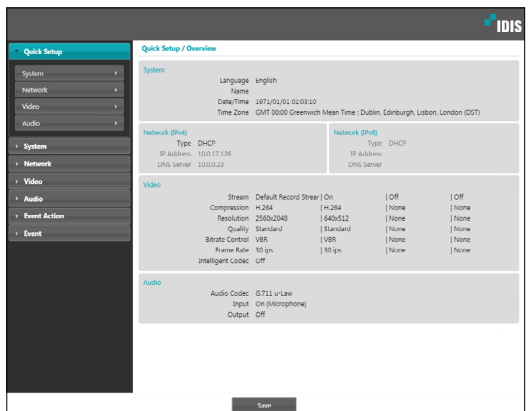 IDIS
Quick Setup
System
Network
Video
Audio
System
Network
Video
Audio
Event Action
Event
Quick Setup / Overview
System
Language English
Name
Date/Time 1971/01/01 01:03:10
Time Zone GMT 00:00 Greenwich Mean Time : Dublin, Edinburgh, Lisbon, London (DST)
Network (IPv4)
Type DHCP
IP Address 10.0.17.126
DNS Server 10.0.0.23
Network (IPv6)
Type DHCP
IP Address
DNS Server
Video
Stream Default Record Strear | On | Off | Off
Compression H.264 | H.264 | None | None
Resolution 2560x2048 | 640x512 | None | None
Quality Standard | Standard | None | None
Bitrate Control VBR | VBR | None | None
Frame Rate 30 ips | 30 ips | None | None
Intelligent Codec Off
Audio
Audio Codec G.711 u-Law
Input On (Microphone)
Output Off
Save